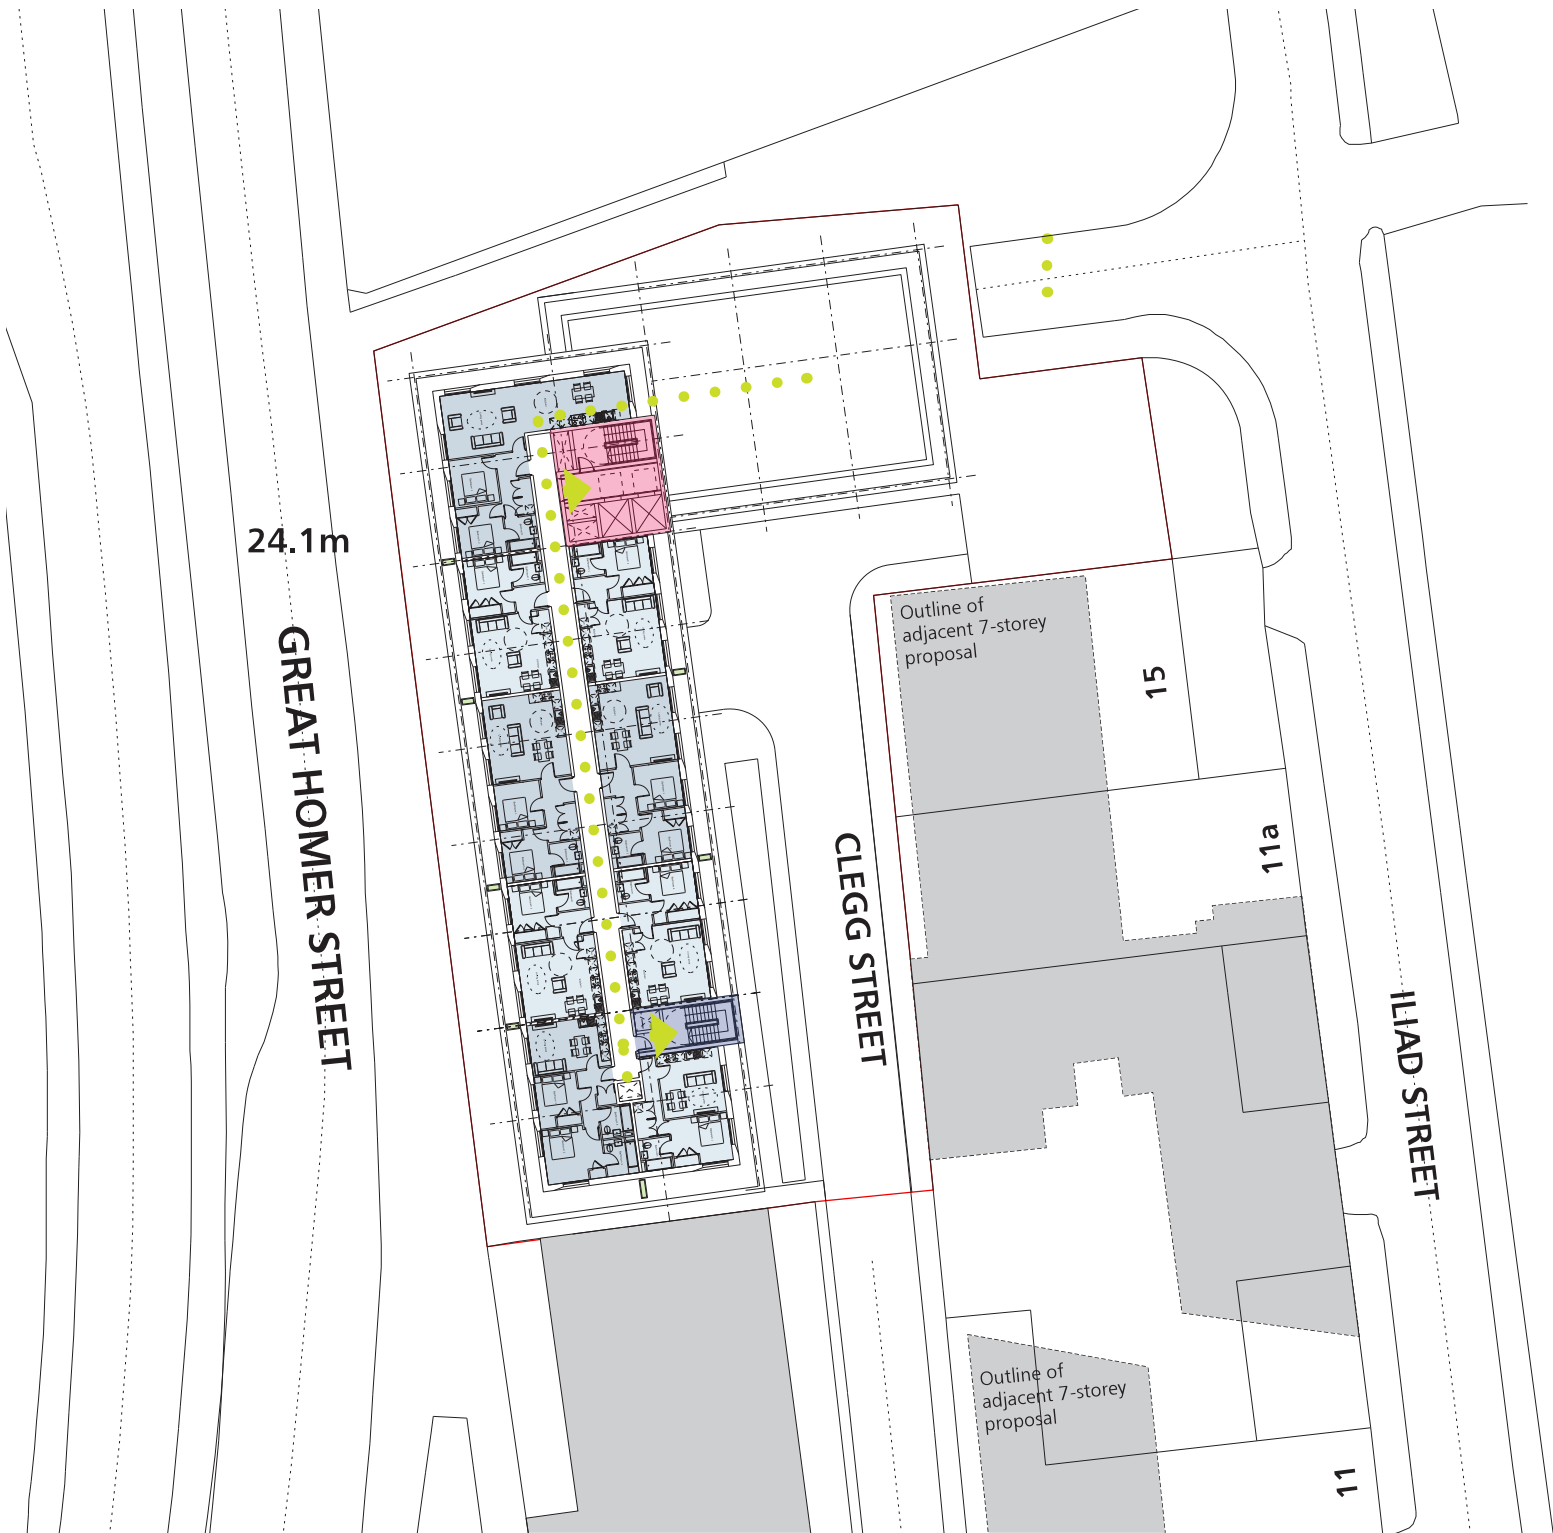 24.1m
GREAT HOMER STREET
Outline of
adjacent 7-storey
proposal
15
11a
CLEGG STREET
ILIAD STREET
Outline of
adjacent 7-storey
proposal
11